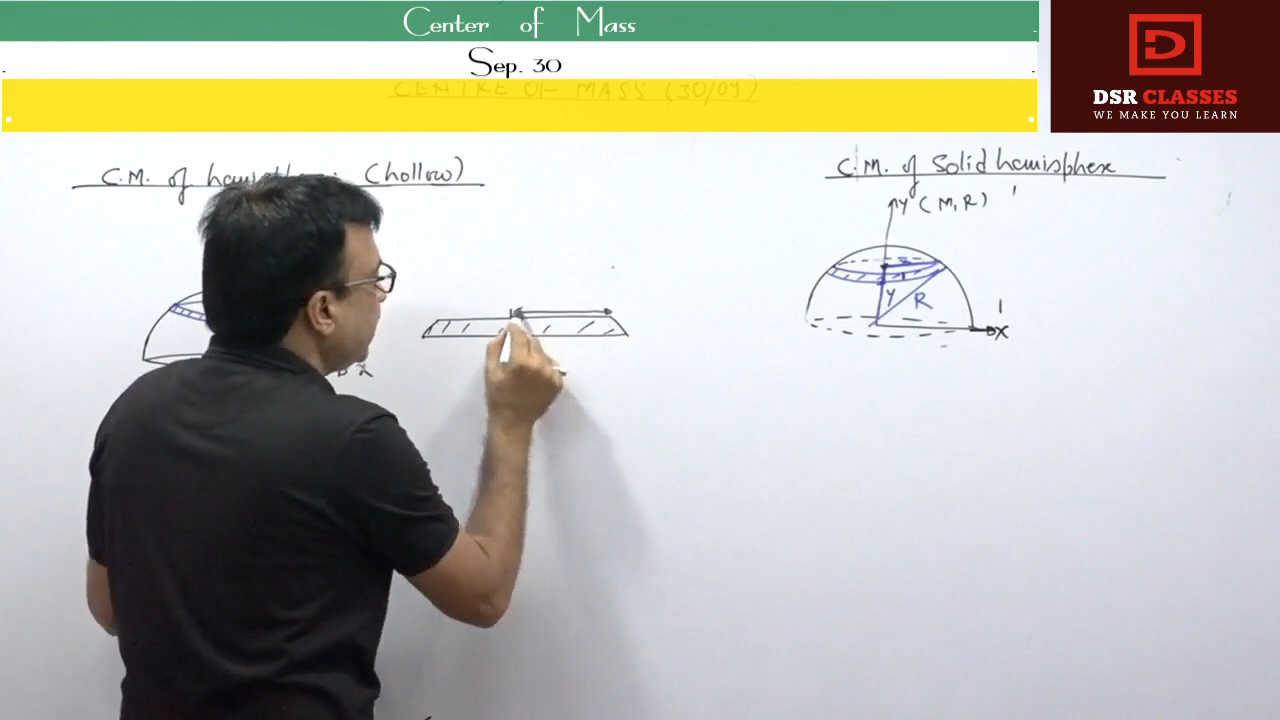 Center of Mass
Sep. 30
CENTRE OF MASS (30/09)
DSR CLASSES
WE MAKE YOU LEARN
C.M. of (hollow)
C.M. of Solid hemisphere
Y (M, R)
Y
R
X
X